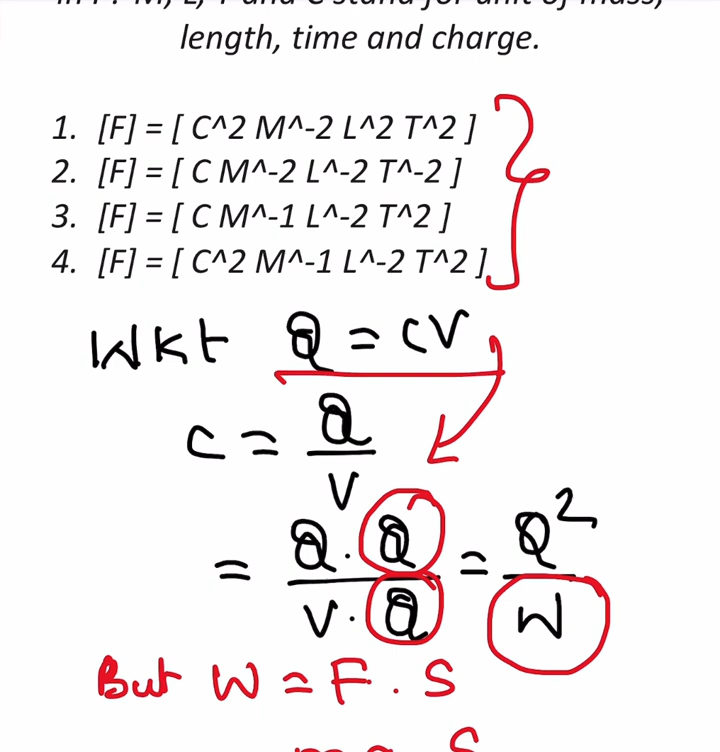 length, time and charge.
1. [F] = [ C^2 M^-2 L^2 T^2 ]
2. [F] = [ C M^-2 L^-2 T^-2 ]
3. [F] = [ C M^-1 L^-2 T^2 ]
4. [F] = [ C^2 M^-1 L^-2 T^2 ]
WKt Q = CV
C = Q/V
= Q·Q/V·Q = Q²/W
But W = F.S